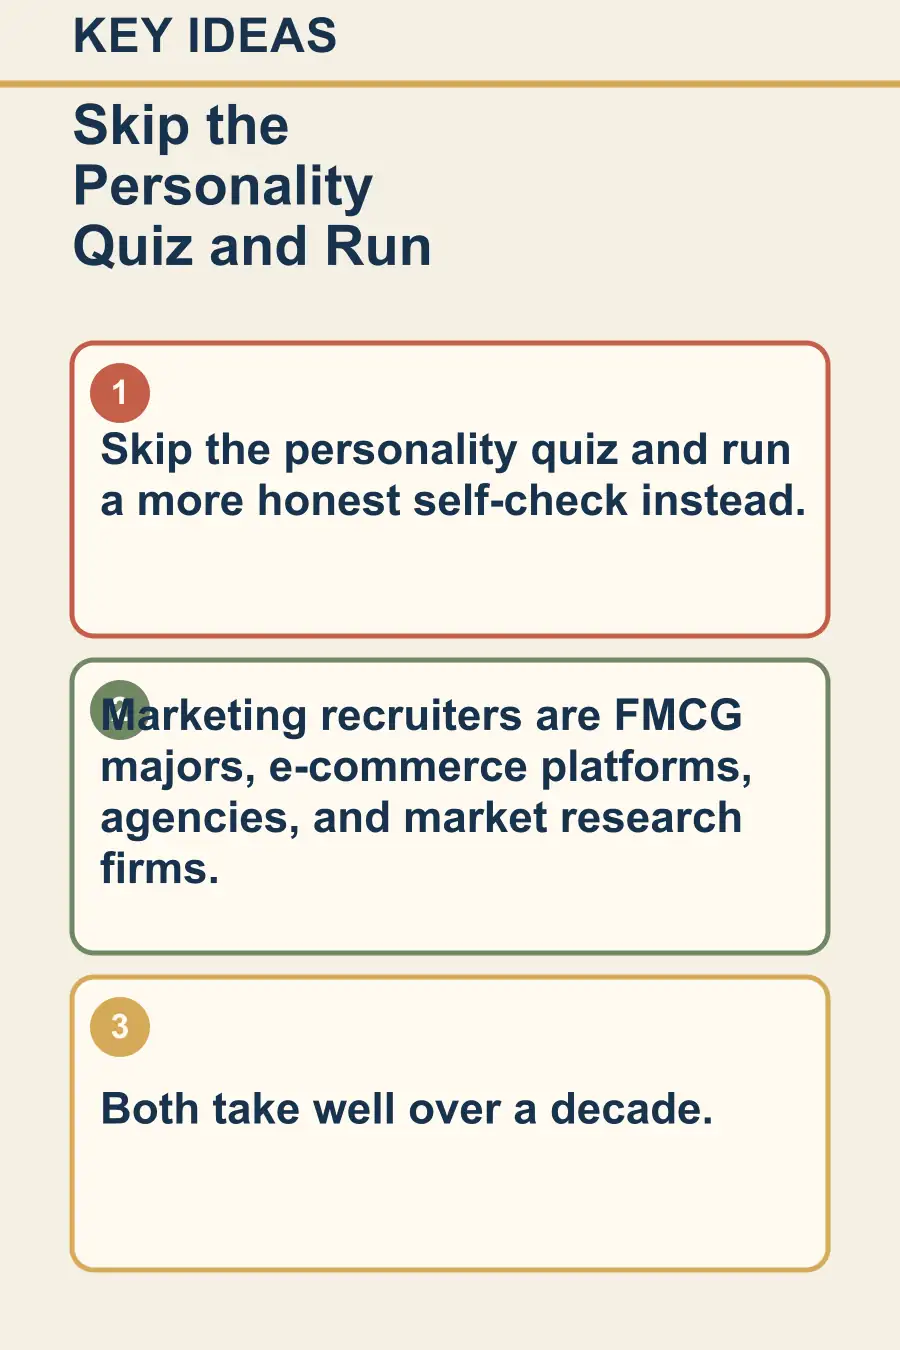 KEY IDEAS
Skip the
Personality
Quiz and Run
1
Skip the personality quiz and run
a more honest self-check instead.
Marketing recruiters are FMCG
majors, e-commerce platforms,
agencies, and market research
firms.
3
Both take well over a decade.